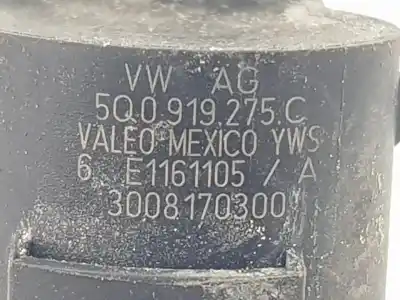 VW AG
5Q0.919.275.C
VALEO MEXICO YWS
6 E1161105 / A
3008170300